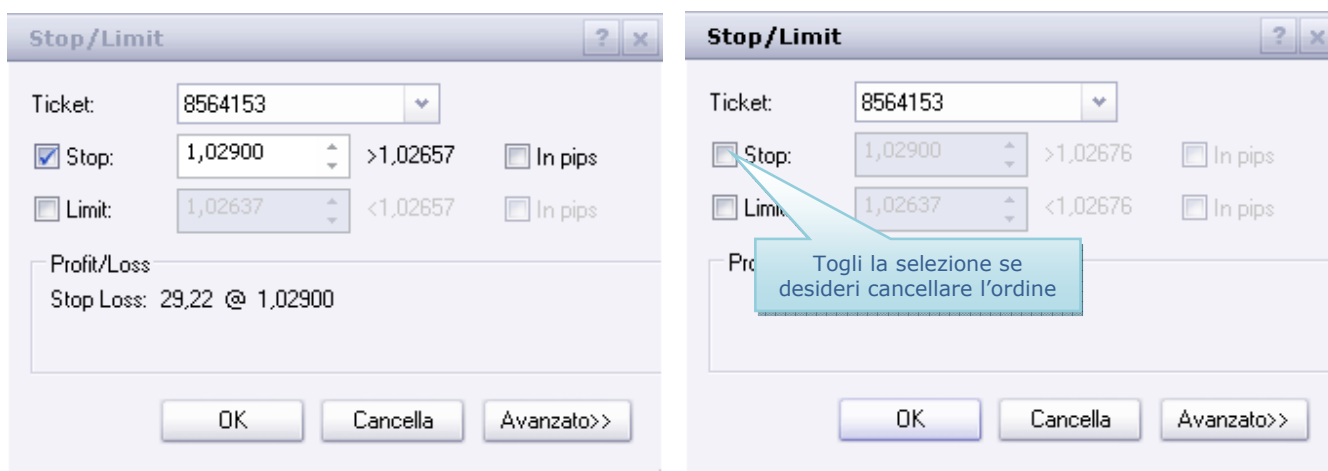 Stop/Limit
Ticket: 8564153
Stop: 1,02900 >1,02657 In pips
Limit: 1,02637 <1,02657 In pips
Profit/Loss
Stop Loss: 29,22 @ 1,02900
OK Cancella Avanzato>>
Stop/Limit
Ticket: 8564153
Stop: 1,02900 >1,02676 In pips
Limit: 1,02637 <1,02676 In pips
Togli la selezione se
desideri cancellare l'ordine
OK Cancella Avanzato>>